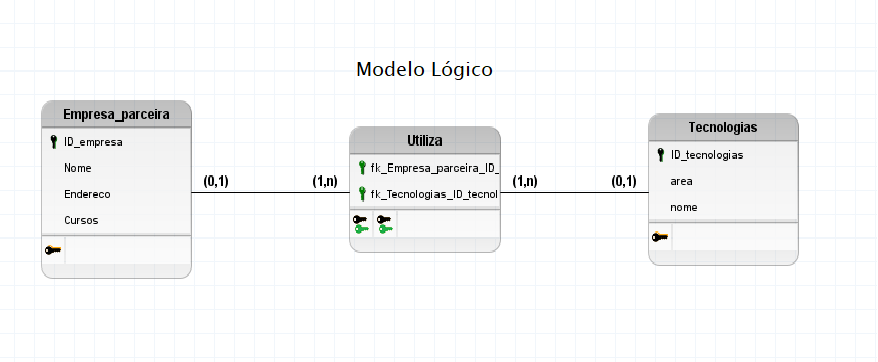 Modelo Lógico
Empresa_parceira
ID_empresa
Nome
Endereco
Cursos
(0,1)
(1,n)
Utiliza
fk_Empresa_parceira_ID_
fk_Tecnologias_ID_tecnol
(1,n)
(0,1)
Tecnologias
ID_tecnologias
area
nome